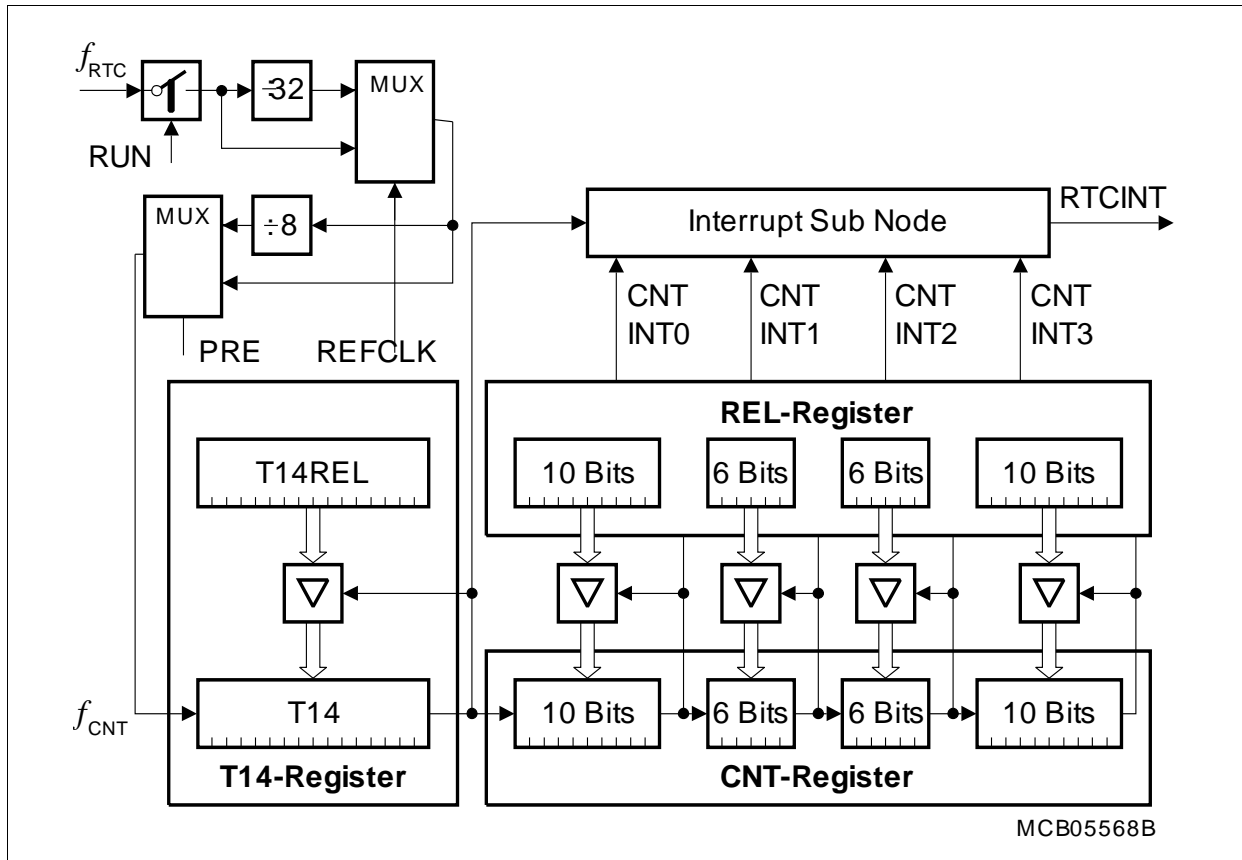 fRTC
÷32
MUX
RUN
MUX
÷8
PRE
REFCLK
Interrupt Sub Node
RTCINT
CNT
INT0
CNT
INT1
CNT
INT2
CNT
INT3
REL-Register
T14REL
10 Bits
6 Bits
6 Bits
10 Bits
fCNT
T14
10 Bits
6 Bits
6 Bits
10 Bits
T14-Register
CNT-Register
MCB05568B